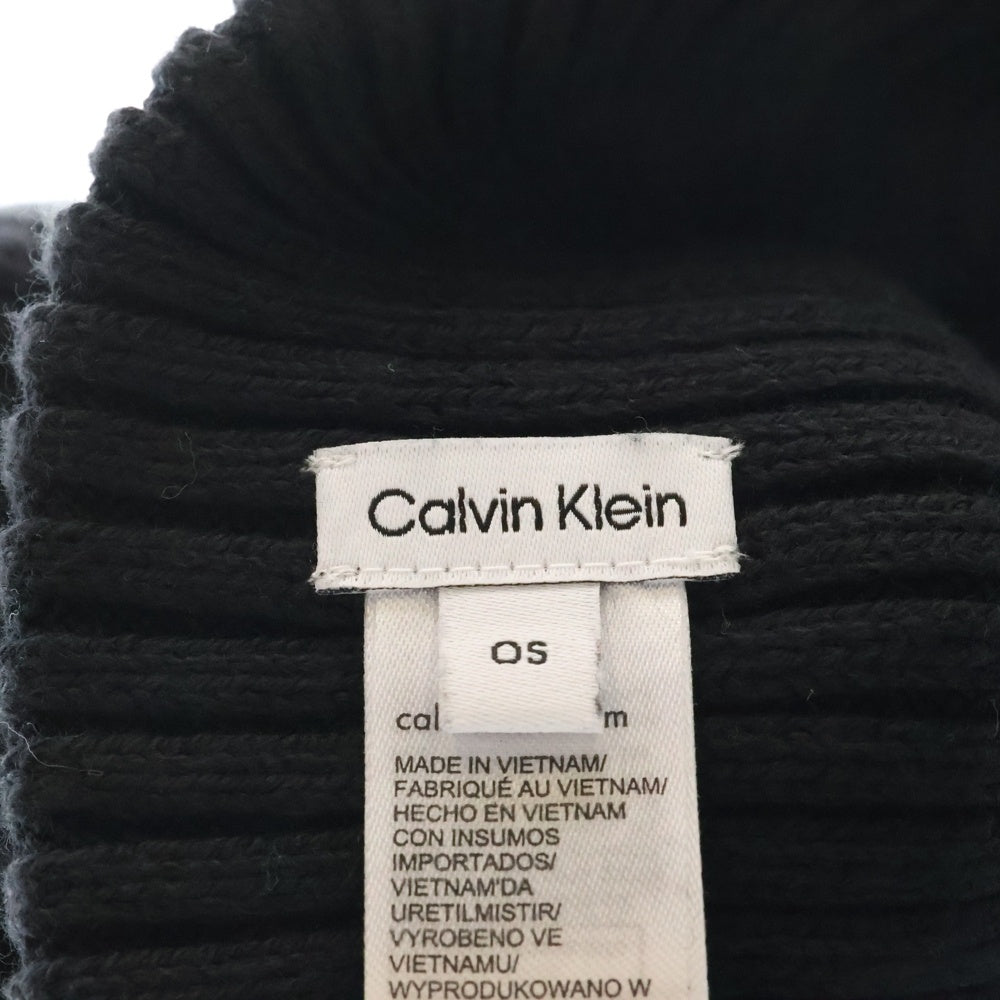 Calvin Klein
OS
cal m
MADE IN VIETNAM/
FABRIQUÉ AU VIETNAM/
HECHO EN VIETNAM
CON INSUMOS
IMPORTADOS/
VIETNAM'DA
URETILMISTIR/
VYROBENO VE
VIETNAMU/
WYPRODUKOWANO W